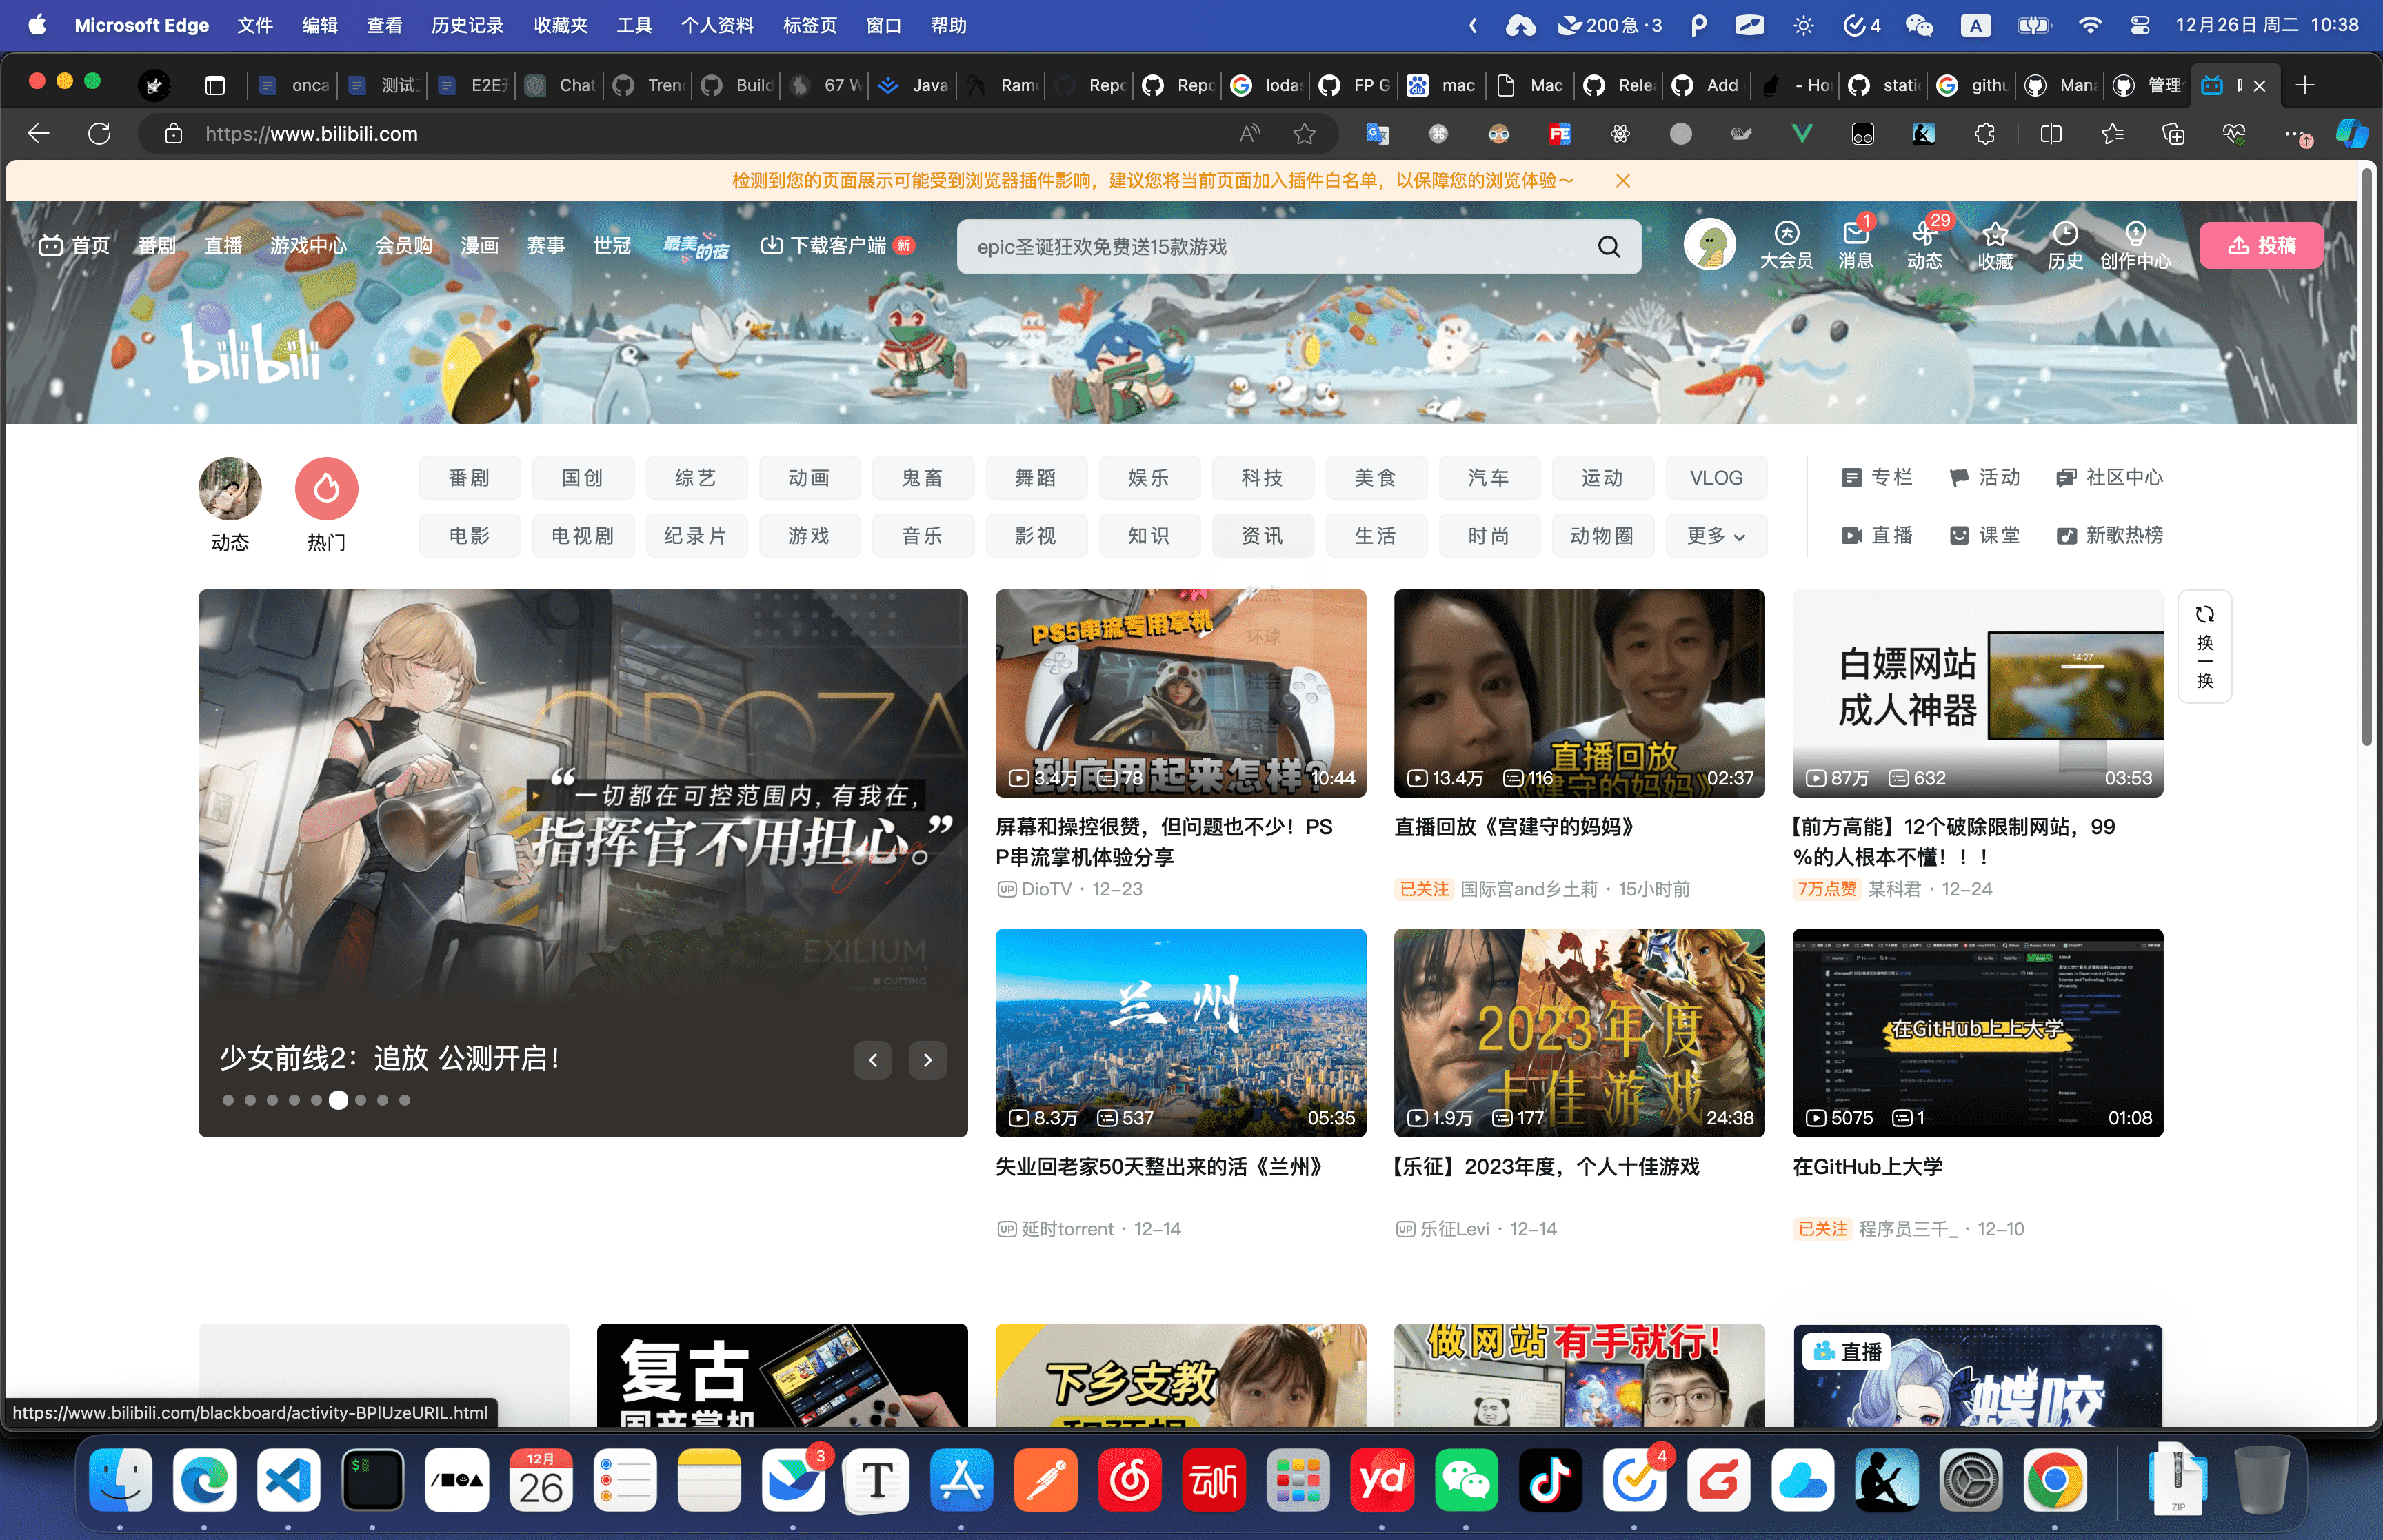 Microsoft Edge 文件 编辑 查看 历史记录 收藏夹 工具 个人资料 标签页 窗口 帮助 200急·3 4 A 12月26日 周二 10:38
onca 测试 E2E Chat Tren Build 67 W Java Ram Repo Repo loda FP G mac Mac Rele Add - Ho stati githu Mana 管理
https://www.bilibili.com
检测到您的页面展示可能受到浏览器插件影响，建议您将当前页面加入插件白名单，以保障您的浏览体验～
首页 番剧 直播 游戏中心 会员购 漫画 赛事 世冠 最美的夜 下载客户端 新
epic圣诞狂欢免费送15款游戏
大会员 消息 1 动态 29 收藏 历史 创作中心 投稿
bilibili
动态 热门
番剧 国创 综艺 动画 鬼畜 舞蹈 娱乐 科技 美食 汽车 运动 VLOG
电影 电视剧 纪录片 游戏 音乐 影视 知识 资讯 生活 时尚 动物圈 更多
专栏 活动 社区中心
直播 课堂 新歌热榜
热点
环球
社会
综合
GROZA
“一切都在可控范围内，有我在，
指挥官不用担心。”
EXILIUM
CUTTING
少女前线2：追放 公测开启！
PS5串流专用掌机
到底用起来怎样？
3.4万 78 10:44
屏幕和操控很赞，但问题也不少！PS
P串流掌机体验分享
DioTV · 12-23
直播回放
《宫建守的妈妈》
13.4万 116 02:37
直播回放《宫建守的妈妈》
已关注 国际宫and乡土莉 · 15小时前
白嫖网站
成人神器
14:27
87万 632 03:53
【前方高能】12个破除限制网站，99
%的人根本不懂！！！
7万点赞 某科君 · 12-24
换一换
兰州
8.3万 537 05:35
失业回老家50天整出来的活《兰州》
延时torrent · 12-14
2023年度
十佳游戏
1.9万 177 24:38
【乐征】2023年度，个人十佳游戏
乐征Levi · 12-14
在GitHub上上大学
5075 1 01:08
在GitHub上大学
已关注 程序员三千_ · 12-10
复古
国产掌机
下乡支教
做网站有手就行！
直播
蝶咬
https://www.bilibili.com/blackboard/activity-BPlUzeURIL.html
12月
26
3
T
云听
yd
4
ZIP